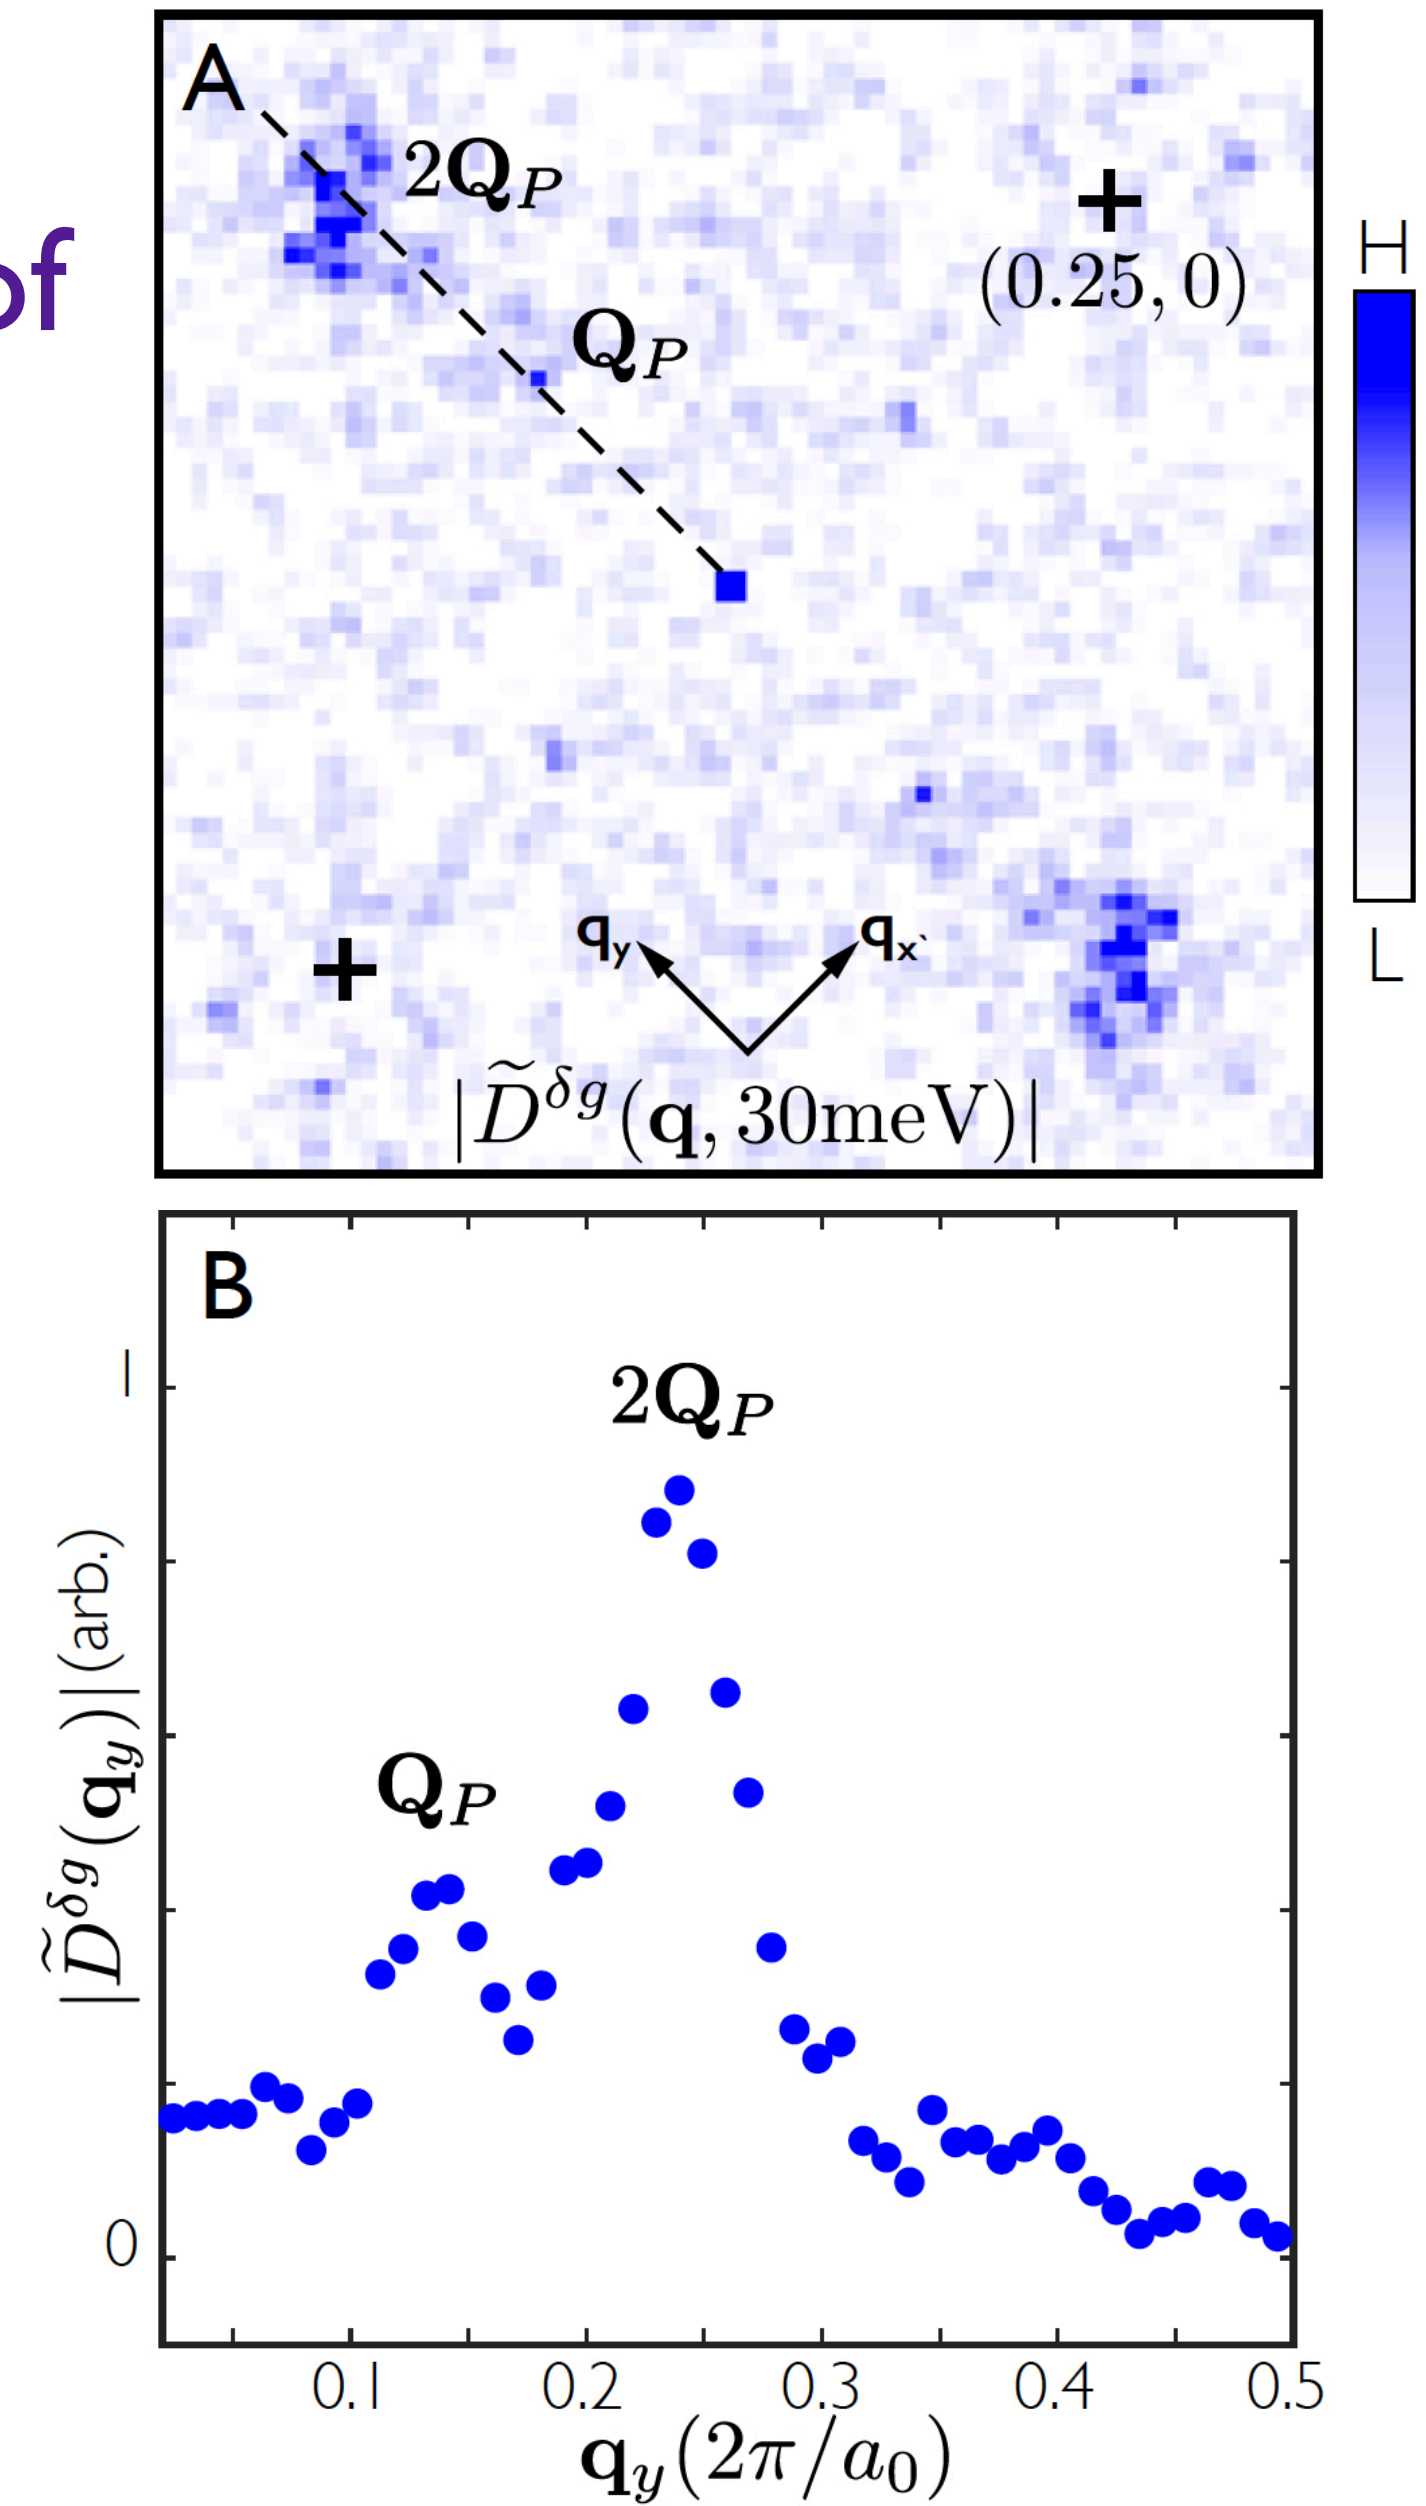 of
A
2Q_P
Q_P
(0.25, 0)
H
L
q_y
q_x`
|D̃^{δg}(q, 30meV)|
B
2Q_P
Q_P
1
0
|D̃^{δg}(q_y)|(arb.)
0.1 0.2 0.3 0.4 0.5
q_y(2π/a_0)